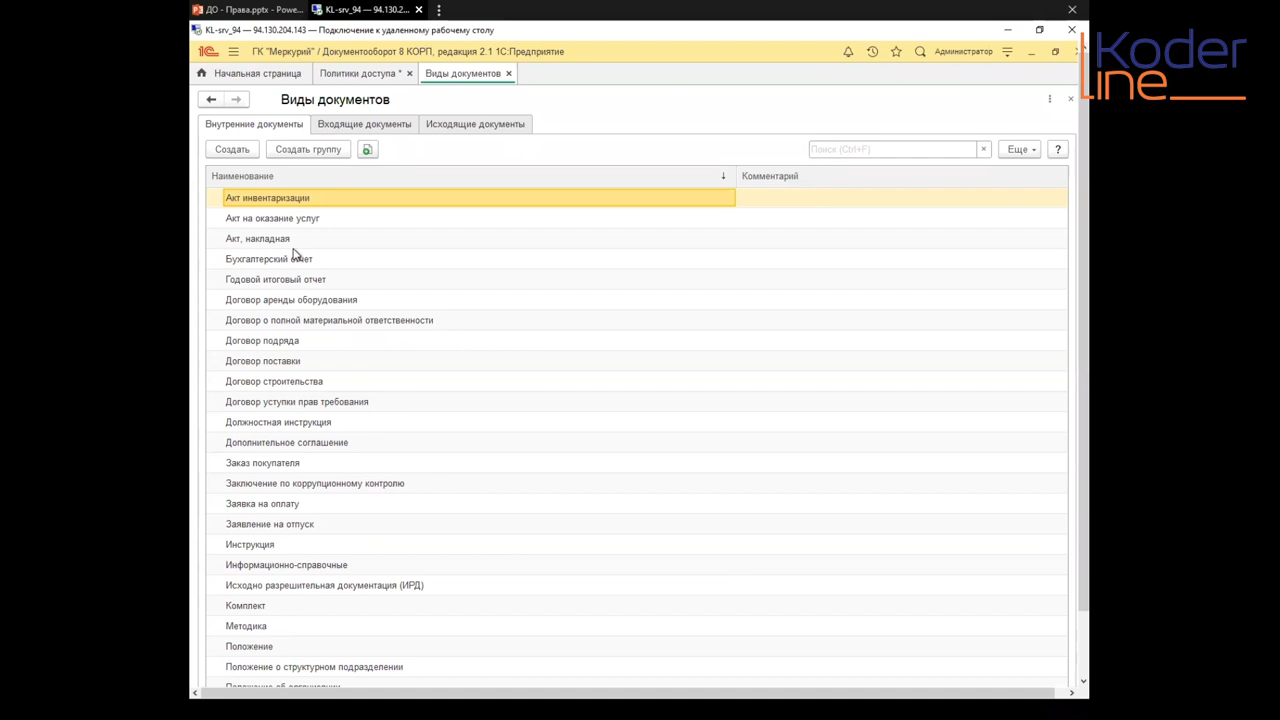 ДО - Права.pptx - Powe...
KL-srv_94 — 94.130.2...
KL-srv_94 — 94.130.204.143 — Подключение к удаленному рабочему столу
ГК "Меркурий" / Документооборот 8 КОРП, редакция 2.1 1С:Предприятие
Администратор
Начальная страница
Политики доступа *
Виды документов
Виды документов
Внутренние документы
Входящие документы
Исходящие документы
Создать
Создать группу
Поиск (Ctrl+F)
Еще
?
Наименование
Комментарий
Акт инвентаризации
Акт на оказание услуг
Акт, накладная
Бухгалтерский отчет
Годовой итоговый отчет
Договор аренды оборудования
Договор о полной материальной ответственности
Договор подряда
Договор поставки
Договор строительства
Договор уступки прав требования
Должностная инструкция
Дополнительное соглашение
Заказ покупателя
Заключение по коррупционному контролю
Заявка на оплату
Заявление на отпуск
Инструкция
Информационно-справочные
Исходно разрешительная документация (ИРД)
Комплект
Методика
Положение
Положение о структурном подразделении
Koder
line